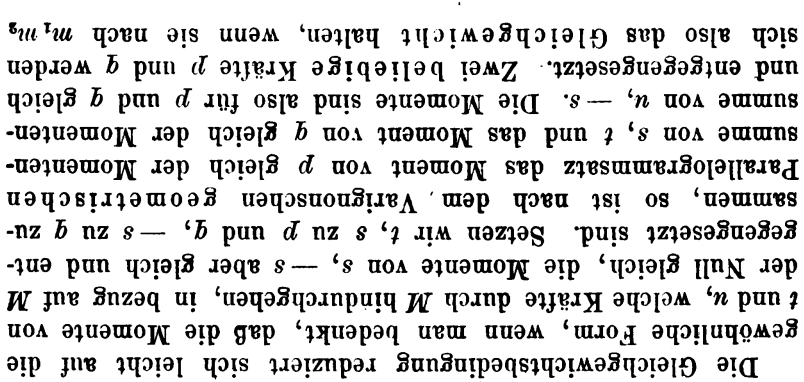 Die Gleichgewichtsbedingung reduziert sich leicht auf die
gewöhnliche Form, wenn man bedenkt, daß die Momente von
t und u, welche Kräfte durch M hindurchgehen, in bezug auf M
der Null gleich, die Momente von s, — s aber gleich und ent-
gegengesetzt sind. Setzen wir t, s zu p und q, — s zu q zu-
sammen, so ist nach dem Varignonschen geometrischen
Parallelogrammsatz das Moment von p gleich der Momenten-
summe von s, t und das Moment von q gleich der Momenten-
summe von u, — s. Die Momente sind also für p und q gleich
und entgegengesetzt. Zwei beliebige Kräfte p und q werden
sich also das Gleichgewicht halten, wenn sie nach m₁ m₂